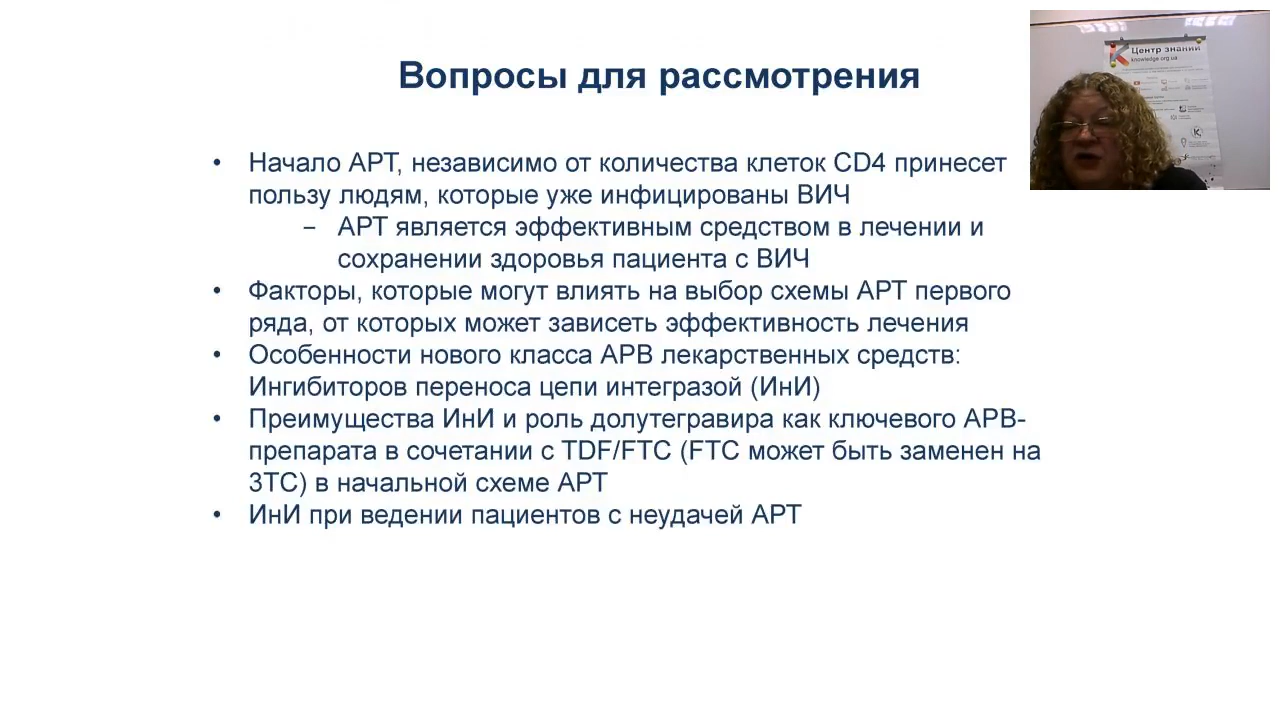 Вопросы для рассмотрения
• Начало АРТ, независимо от количества клеток CD4 принесет
пользу людям, которые уже инфицированы ВИЧ
– АРТ является эффективным средством в лечении и
сохранении здоровья пациента с ВИЧ
• Факторы, которые могут влиять на выбор схемы АРТ первого
ряда, от которых может зависеть эффективность лечения
• Особенности нового класса АРВ лекарственных средств:
Ингибиторов переноса цепи интегразой (ИнИ)
• Преимущества ИнИ и роль долутегравира как ключевого АРВ-
препарата в сочетании с TDF/FTC (FTC может быть заменен на
3TC) в начальной схеме АРТ
• ИнИ при ведении пациентов с неудачей АРТ
Центр знаний
knowledge.org.ua